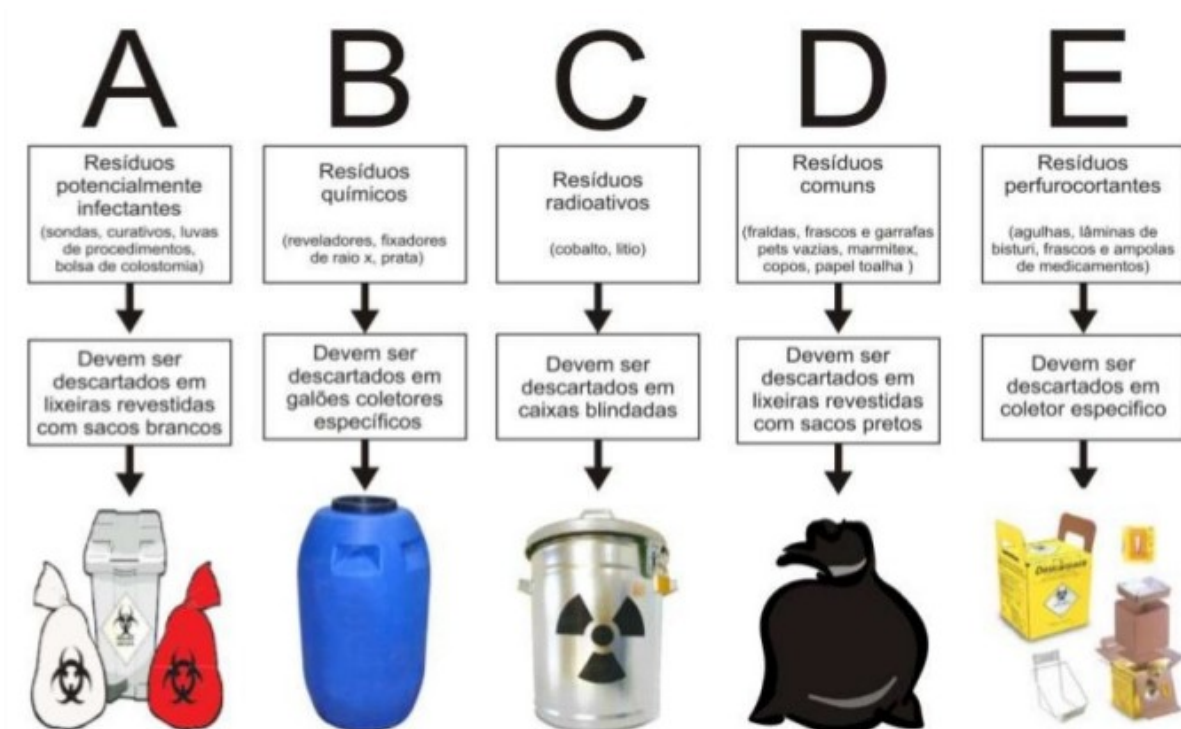 A
B
C
D
E
Resíduos
potencialmente
infectantes
(sondas, curativos, luvas
de procedimentos,
bolsa de colostomia)
Resíduos
químicos
(reveladores, fixadores
de raio x, prata)
Resíduos
radioativos
(cobalto, litio)
Resíduos
comuns
(fraldas, frascos e garrafas
pets vazias, marmitex,
copos, papel toalha )
Resíduos
perfurocortantes
(agulhas, lâminas de
bisturi, frascos e ampolas
de medicamentos)
Devem ser
descartados em
lixeiras revestidas
com sacos brancos
Devem ser
descartados em
galões coletores
específicos
Devem ser
descartados em
caixas blindadas
Devem ser
descartados em
lixeiras revestidas
com sacos pretos
Devem ser
descartados em
coletor especifico